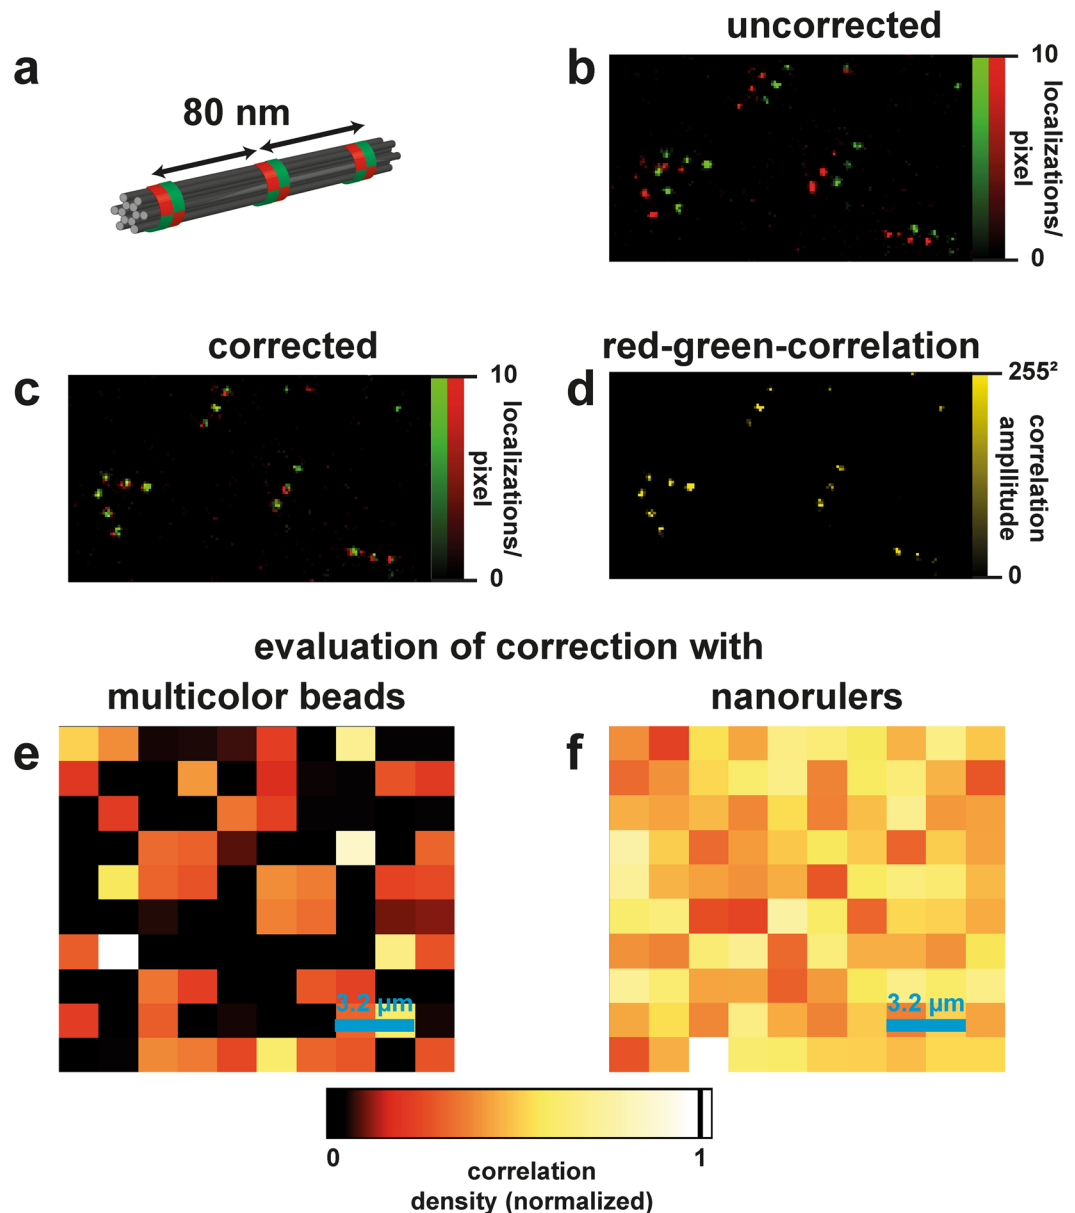 a
80 nm
uncorrected
b
10
localizations/
pixel
0
corrected
c
10
localizations/
pixel
0
red-green-correlation
d
255²
correlation
ampllitude
0
evaluation of correction with
multicolor beads
nanorulers
e
3.2 µm
f
3.2 µm
0
1
correlation
density (normalized)